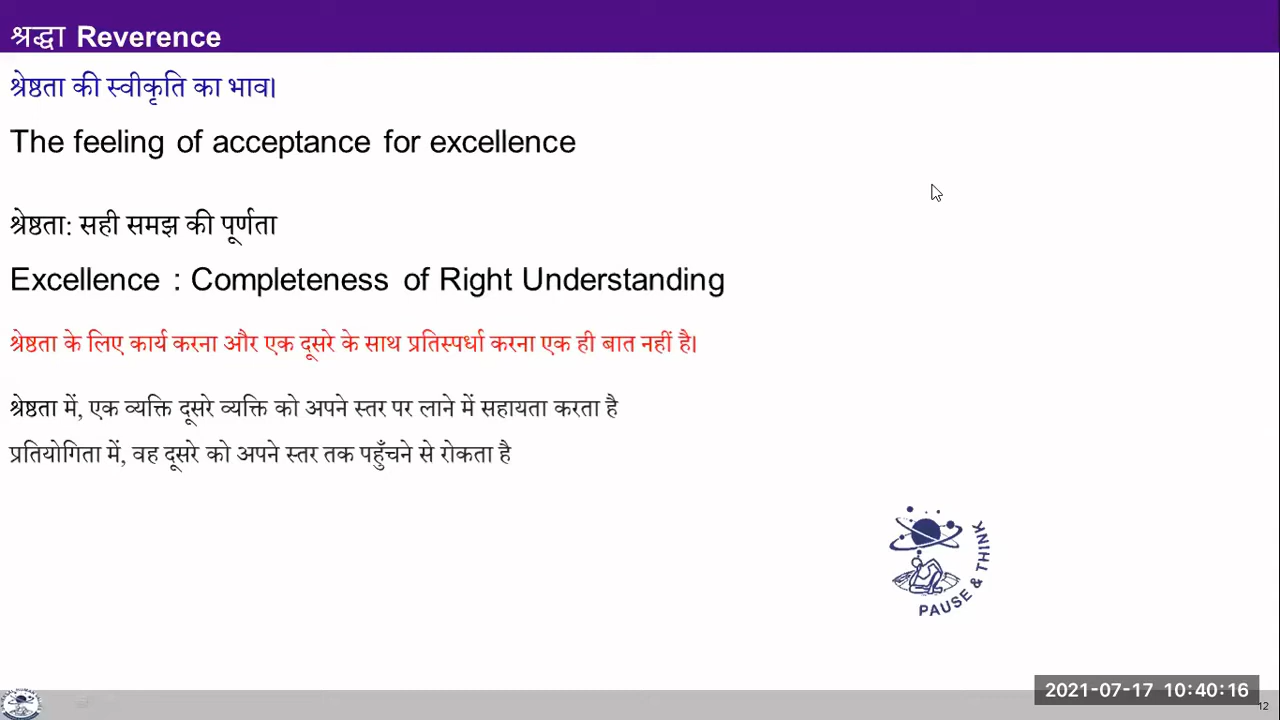 श्रद्धा Reverence
श्रेष्ठता की स्वीकृति का भाव।
The feeling of acceptance for excellence
श्रेष्ठता: सही समझ की पूर्णता
Excellence : Completeness of Right Understanding
श्रेष्ठता के लिए कार्य करना और एक दूसरे के साथ प्रतिस्पर्धा करना एक ही बात नहीं है।
श्रेष्ठता में, एक व्यक्ति दूसरे व्यक्ति को अपने स्तर पर लाने में सहायता करता है
प्रतियोगिता में, वह दूसरे को अपने स्तर तक पहुँचने से रोकता है
PAUSE & THINK
2021-07-17 10:40:16
12